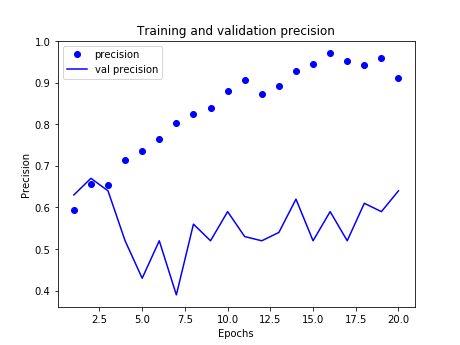 Training and validation precision
precision
val precision
1.0
0.9
0.8
0.7
0.6
0.5
0.4
Precision
2.5 5.0 7.5 10.0 12.5 15.0 17.5 20.0
Epochs